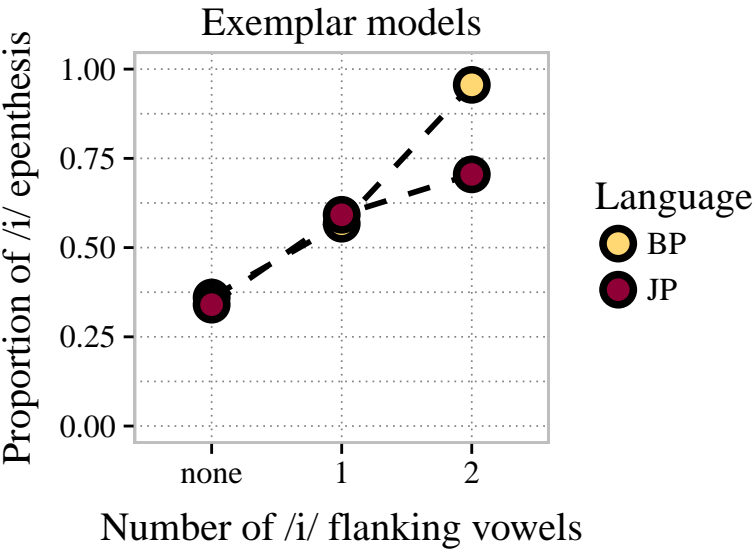 Exemplar models
Proportion of /i/ epenthesis
1.00
0.75
0.50
0.25
0.00
none 1 2
Number of /i/ flanking vowels
Language
BP
JP